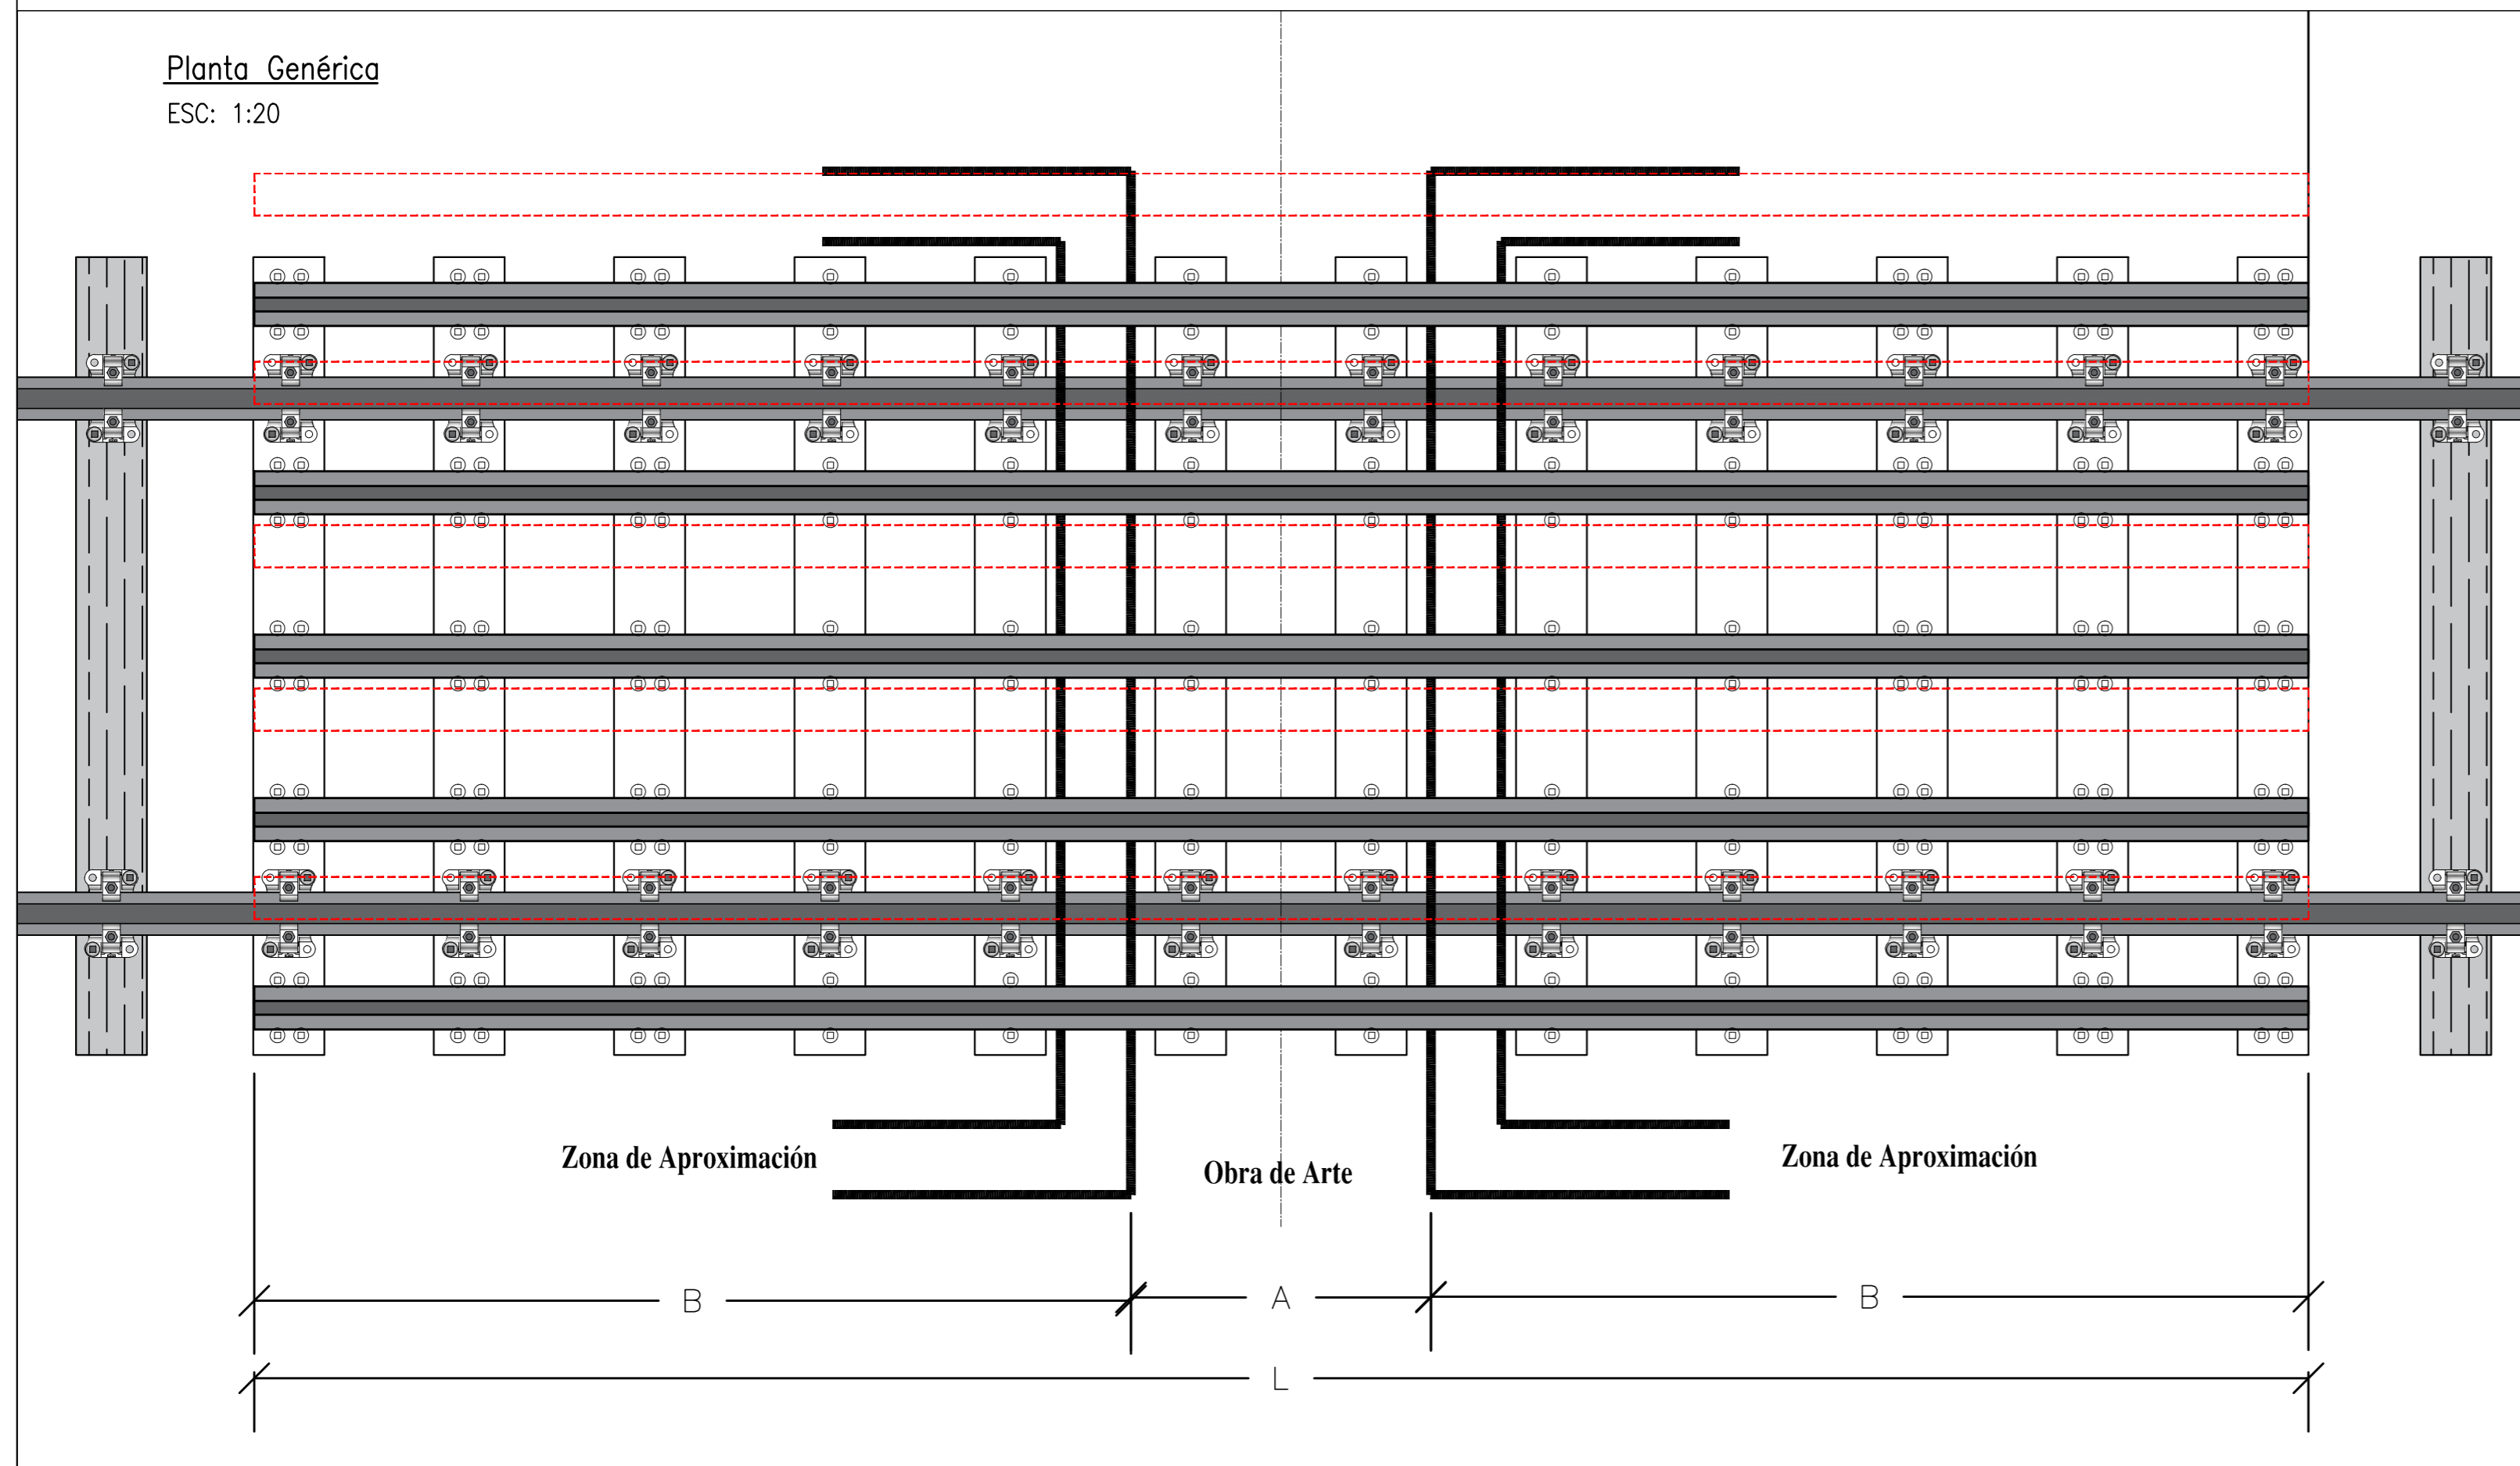 Planta Genérica
ESC: 1:20
Zona de Aproximación
Obra de Arte
Zona de Aproximación
B
A
B
L